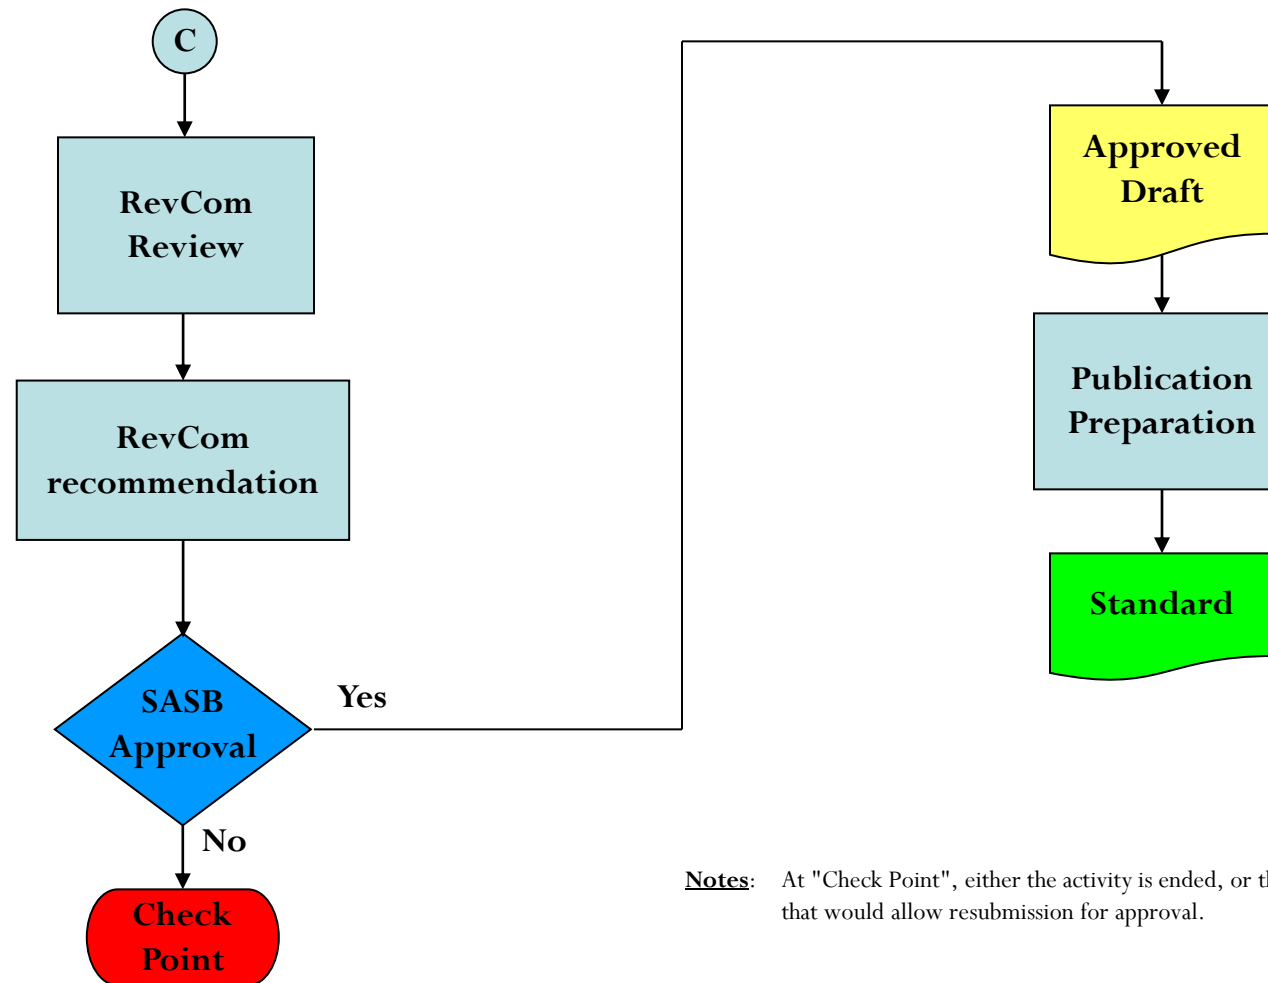 C
RevCom
Review
RevCom
recommendation
SASB
Approval
Yes
No
Check
Point
Approved
Draft
Publication
Preparation
Standard
Notes: At "Check Point", either the activity is ended, or
that would allow resubmission for approval.